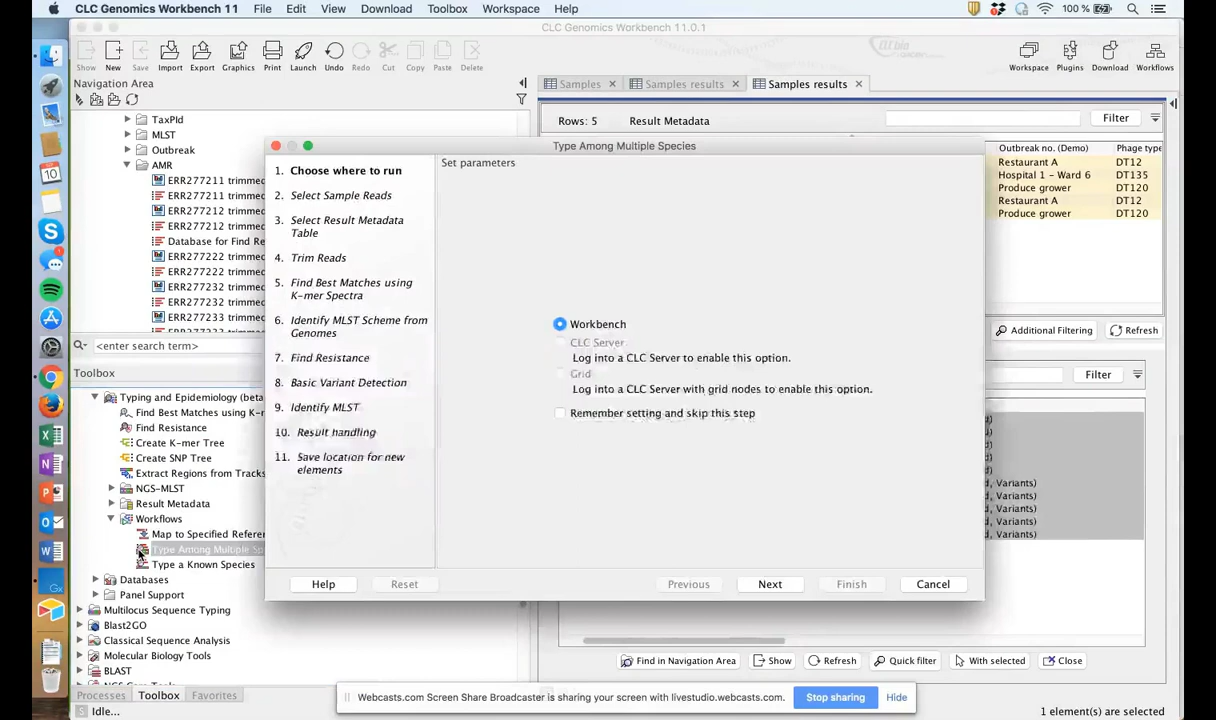 CLC Genomics Workbench 11 File Edit View Download Toolbox Workspace Help 100 %
CLC Genomics Workbench 11.0.1
Show New Save Import Export Graphics Print Launch Undo Redo Cut Copy Paste Delete Workspace Plugins Download Workflows
Navigation Area
Samples Samples results Samples results
TaxPId
MLST
Outbreak
AMR
ERR277211 trimmed
ERR277211 trimmed
ERR277212 trimmed
ERR277212 trimmed
Database for Find Re
ERR277222 trimmed
ERR277222 trimmed
ERR277232 trimmed
ERR277232 trimmed
ERR277233 trimmed
Rows: 5 Result Metadata Filter
Outbreak no. (Demo) Phage type
Restaurant A DT12
Hospital 1 - Ward 6 DT135
Produce grower DT120
Restaurant A DT12
Produce grower DT120
Additional Filtering Refresh
<enter search term>
Toolbox
Typing and Epidemiology (beta
Find Best Matches using K-m
Find Resistance
Create K-mer Tree
Create SNP Tree
Extract Regions from Tracks
NGS-MLST
Result Metadata
Workflows
Map to Specified Referen
Type Among Multiple Sp
Type a Known Species
Databases
Panel Support
Multilocus Sequence Typing
Blast2GO
Classical Sequence Analysis
Molecular Biology Tools
BLAST
Processes Toolbox Favorites
Idle...
Type Among Multiple Species
1. Choose where to run
2. Select Sample Reads
3. Select Result Metadata
Table
4. Trim Reads
5. Find Best Matches using
K-mer Spectra
6. Identify MLST Scheme from
Genomes
7. Find Resistance
8. Basic Variant Detection
9. Identify MLST
10. Result handling
11. Save location for new
elements
Set parameters
Workbench
CLC Server
Log into a CLC Server to enable this option.
Grid
Log into a CLC Server with grid nodes to enable this option.
Remember setting and skip this step
Help Reset Previous Next Finish Cancel
Filter
d, Variants)
d, Variants)
d, Variants)
d, Variants)
d, Variants)
Find in Navigation Area Show Refresh Quick filter With selected Close
Webcasts.com Screen Share Broadcaster is sharing your screen with livestudio.webcasts.com. Stop sharing Hide
1 element(s) are selected